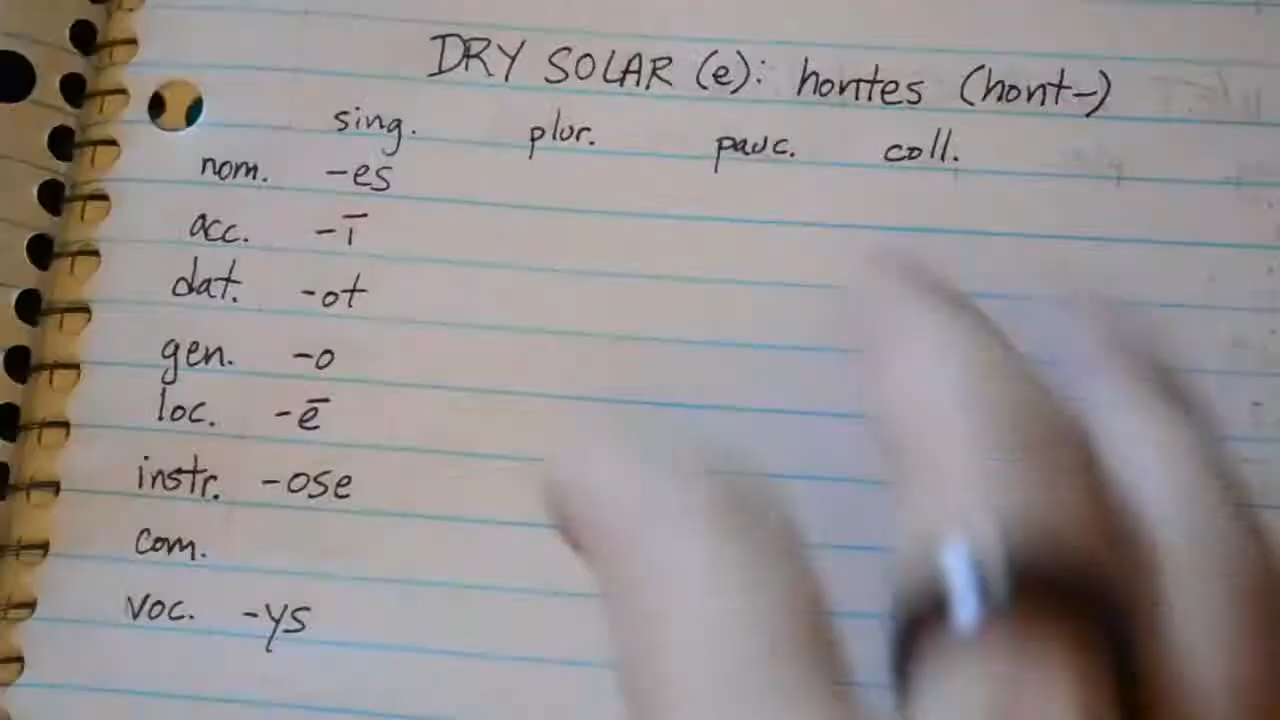 DRY SOLAR (e): hontes (hont-)
sing. plur. pauc. coll.
nom. -es
acc. -ī
dat. -ot
gen. -o
loc. -ē
instr. -ose
com.
voc. -ys